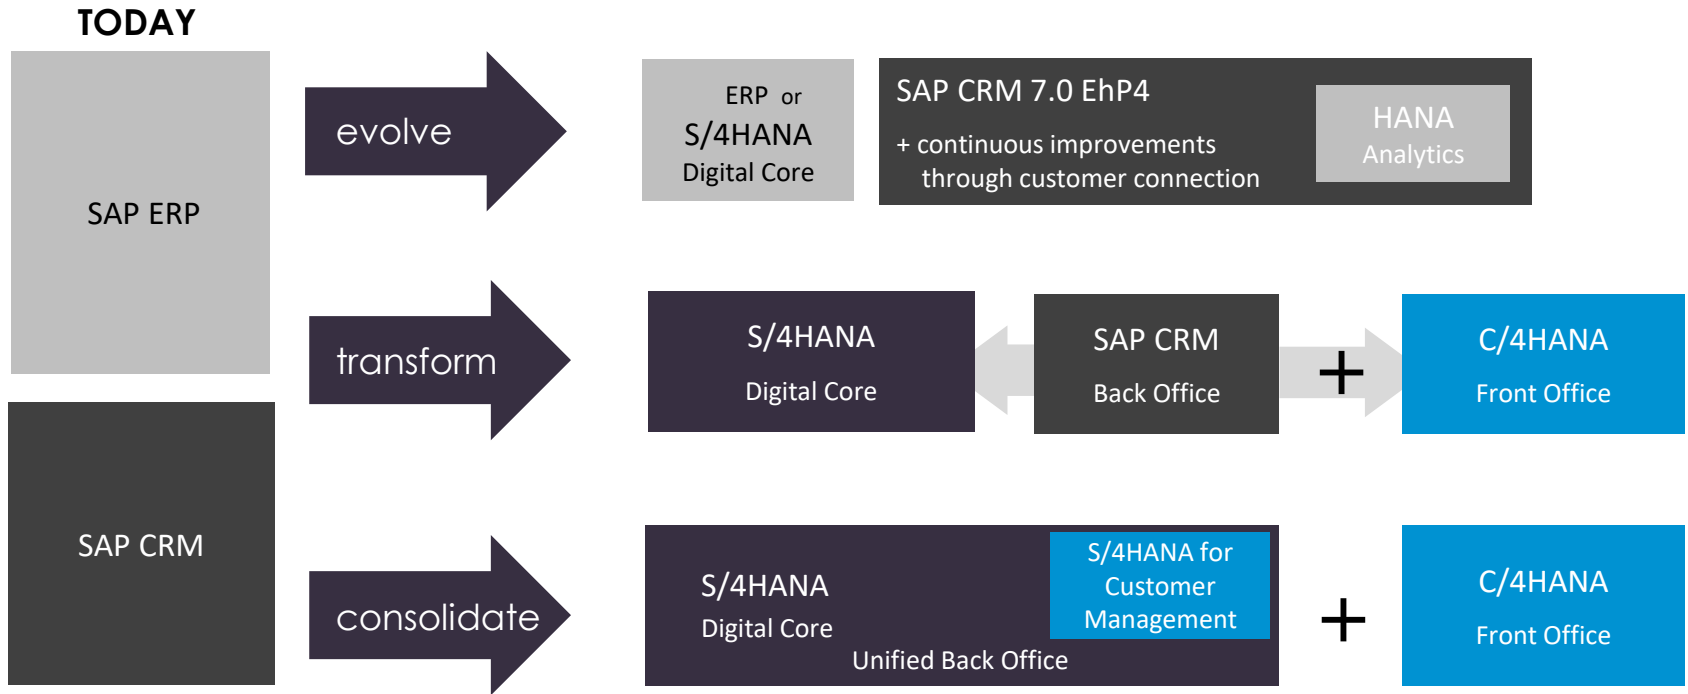 TODAY
SAP ERP
SAP CRM
evolve
ERP or
S/4HANA
Digital Core
SAP CRM 7.0 EhP4
+ continuous improvements
through customer connection
HANA
Analytics
transform
S/4HANA
Digital Core
SAP CRM
Back Office
+
C/4HANA
Front Office
consolidate
S/4HANA
Digital Core
Unified Back Office
S/4HANA for
Customer
Management
+
C/4HANA
Front Office